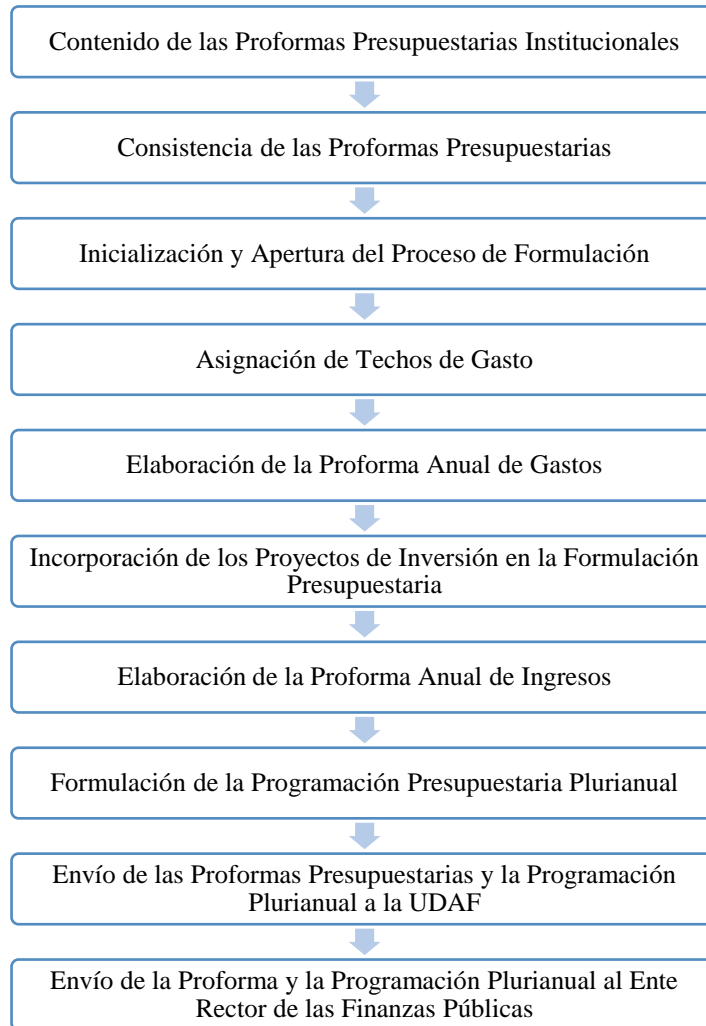 Contenido de las Proformas Presupuestarias Institucionales
Consistencia de las Proformas Presupuestarias
Inicialización y Apertura del Proceso de Formulación
Asignación de Techos de Gasto
Elaboración de la Proforma Anual de Gastos
Incorporación de los Proyectos de Inversión en la Formulación
Presupuestaria
Elaboración de la Proforma Anual de Ingresos
Formulación de la Programación Presupuestaria Plurianual
Envío de las Proformas Presupuestarias y la Programación
Plurianual a la UDAF
Envío de la Proforma y la Programación Plurianual al Ente
Rector de las Finanzas Públicas